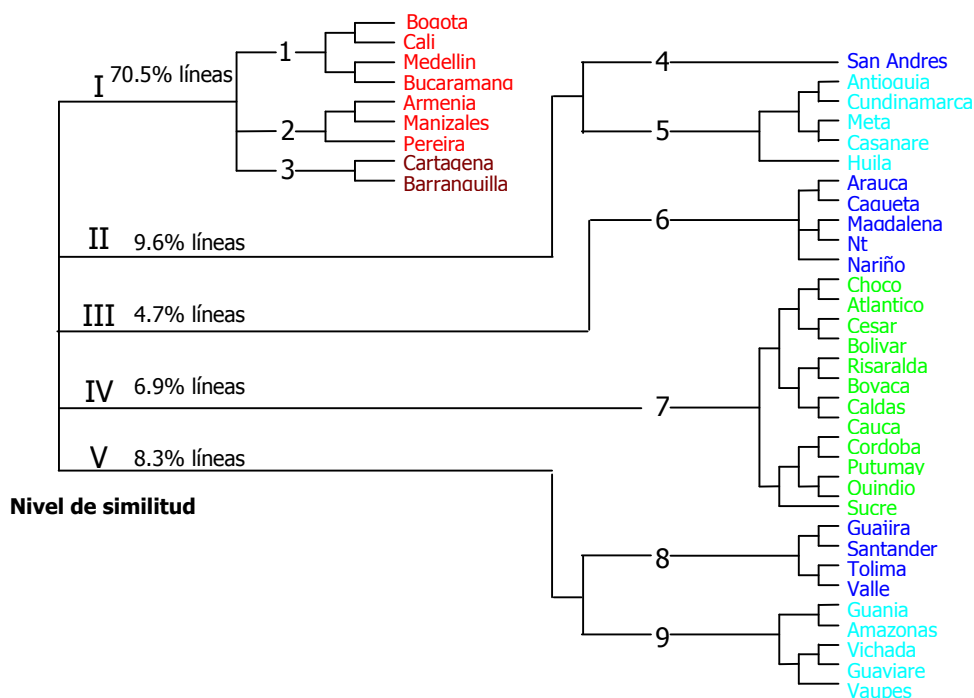 I 70.5% líneas
1
Bogota
Cali
Medellin
Bucaramang
2
Armenia
Manizales
Pereira
3
Cartagena
Barranquilla
II 9.6% líneas
4
San Andres
5
Antioquia
Cundinamarca
Meta
Casanare
Huila
III 4.7% líneas
6
Arauca
Caqueta
Magdalena
Nt
Nariño
IV 6.9% líneas
7
Choco
Atlantico
Cesar
Bolivar
Risaralda
Boyaca
Caldas
Cauca
Cordoba
Putumay
Quindio
Sucre
V 8.3% líneas
8
Guajira
Santander
Tolima
Valle
9
Guania
Amazonas
Vichada
Guaviare
Vaupes
Nivel de similitud